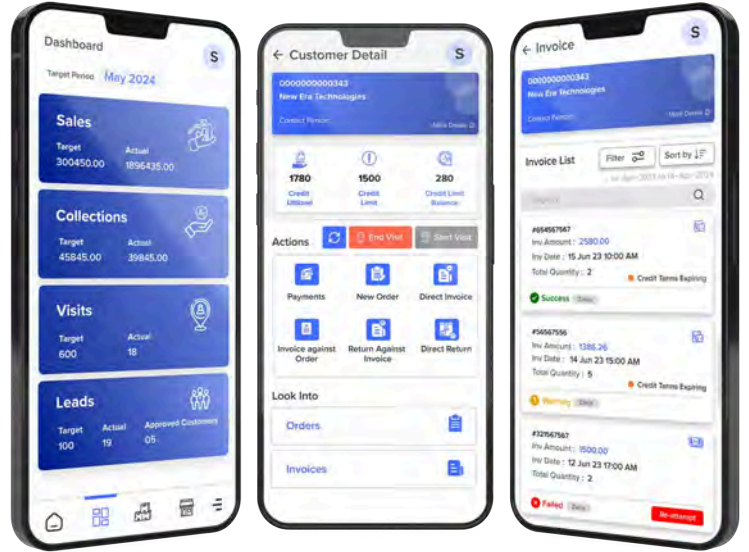 Dashboard
S
Target Period May 2024
Sales
Target Actual
300450.00 1896435.00
Collections
Target Actual
45845.00 39845.00
Visits
Target Actual
600 18
Leads
Target Actual Approved Customers
100 19 05
← Customer Detail
S
0000000000343
New Era Technologies
Contact Person:
More Details
1780 1500 280
Credit Utilised Credit Limit Credit Limit Balance
Actions End Visit Start Visit
Payments New Order Direct Invoice
Invoice against Order Return Against Invoice Direct Return
Look Into
Orders
Invoices
← Invoice
S
0000000000343
New Era Technologies
Contact Person:
More Details
Invoice List Filter Sort by
#654567567
Inv Amount : 2580.00
Inv Date : 15 Jun 23 10:00 AM
Total Quantity : 2
Credit Terms Expiring
Success
#56567556
Inv Amount : 1386.26
Inv Date : 14 Jun 23 15:00 AM
Total Quantity : 5
Credit Terms Expiring
Warning
#321567567
Inv Amount : 1500.00
Inv Date : 12 Jun 23 17:00 AM
Total Quantity : 2
Failed
Re-attempt